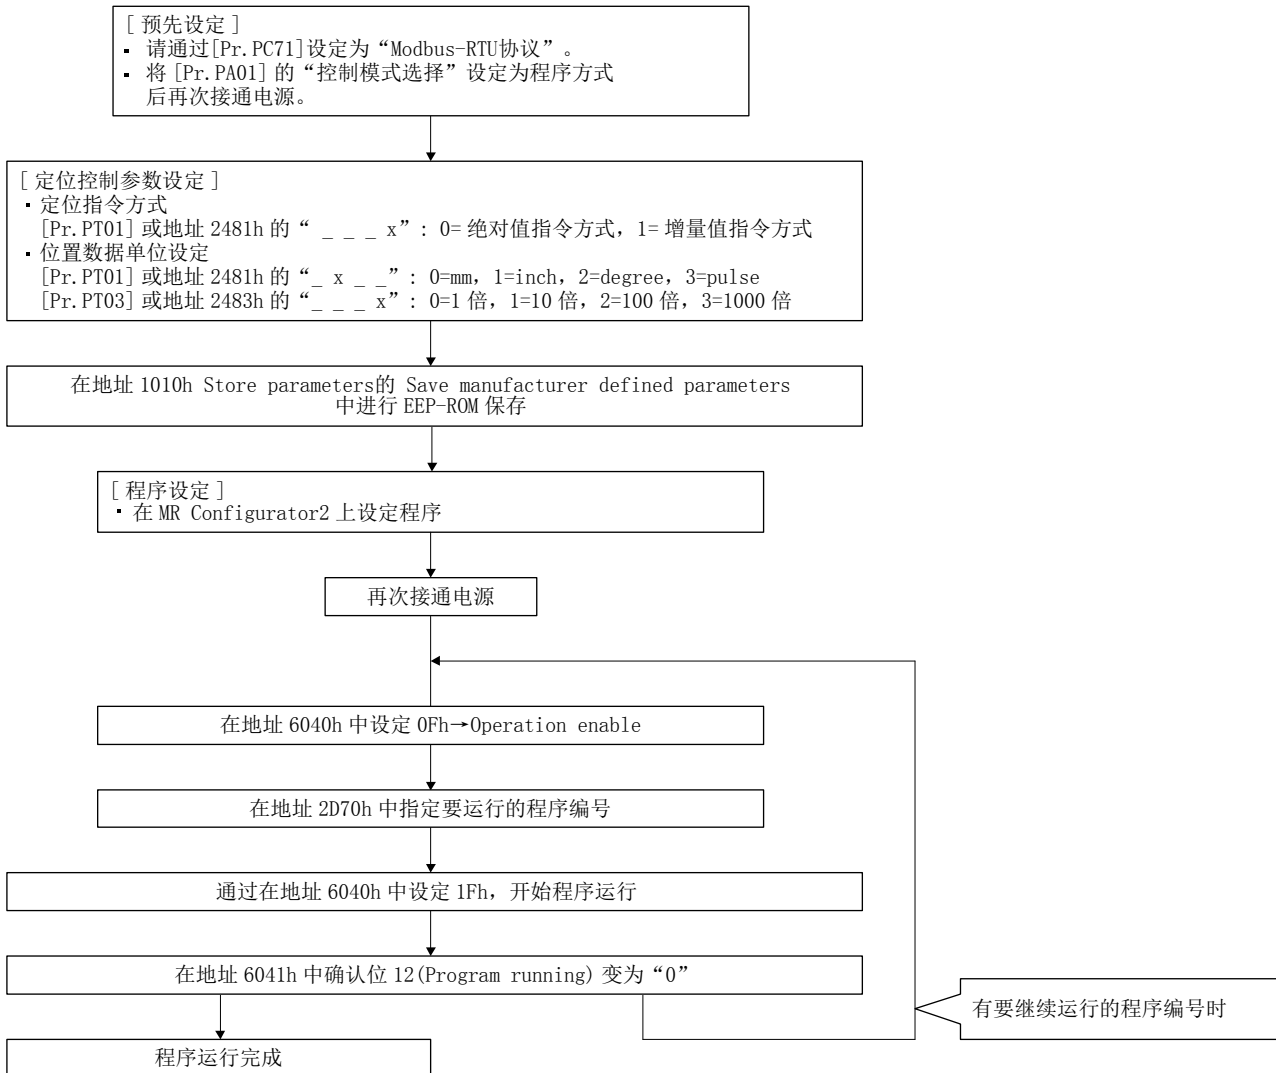 [ 预先设定 ]
▪ 请通过[Pr.PC71]设定为“Modbus-RTU协议”。
▪ 将 [Pr.PA01] 的“控制模式选择”设定为程序方式
后再次接通电源。
[ 定位控制参数设定 ]
▪ 定位指令方式
[Pr.PT01] 或地址 2481h 的“ _ _ _ x”: 0= 绝对值指令方式, 1= 增量值指令方式
▪ 位置数据单位设定
[Pr.PT01] 或地址 2481h 的“_ x _ _”: 0=mm, 1=inch, 2=degree, 3=pulse
[Pr.PT03] 或地址 2483h 的“_ _ _ x”: 0=1 倍, 1=10 倍, 2=100 倍, 3=1000 倍
在地址 1010h Store parameters的 Save manufacturer defined parameters
中进行 EEP-ROM 保存
[ 程序设定 ]
▪ 在 MR Configurator2 上设定程序
再次接通电源
在地址 6040h 中设定 0Fh→Operation enable
在地址 2D70h 中指定要运行的程序编号
通过在地址 6040h 中设定 1Fh, 开始程序运行
在地址 6041h 中确认位 12(Program running) 变为“0”
有要继续运行的程序编号时
程序运行完成